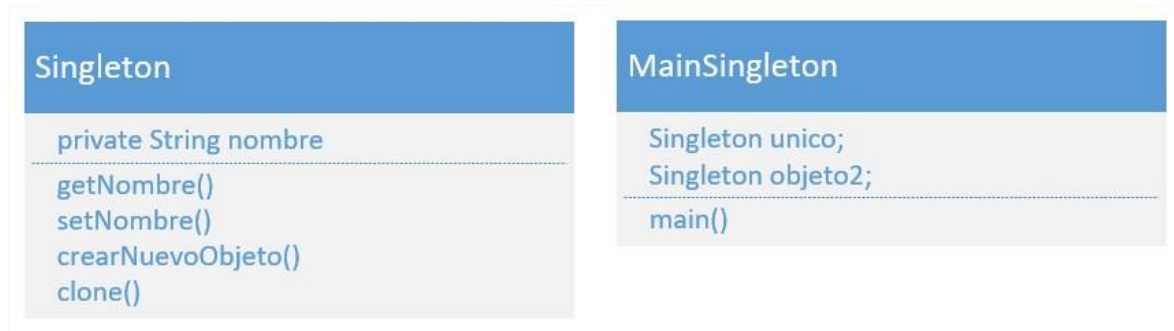 Singleton
private String nombre
getNombre()
setNombre()
crearNuevoObjeto()
clone()
MainSingleton
Singleton unico;
Singleton objeto2;
main()